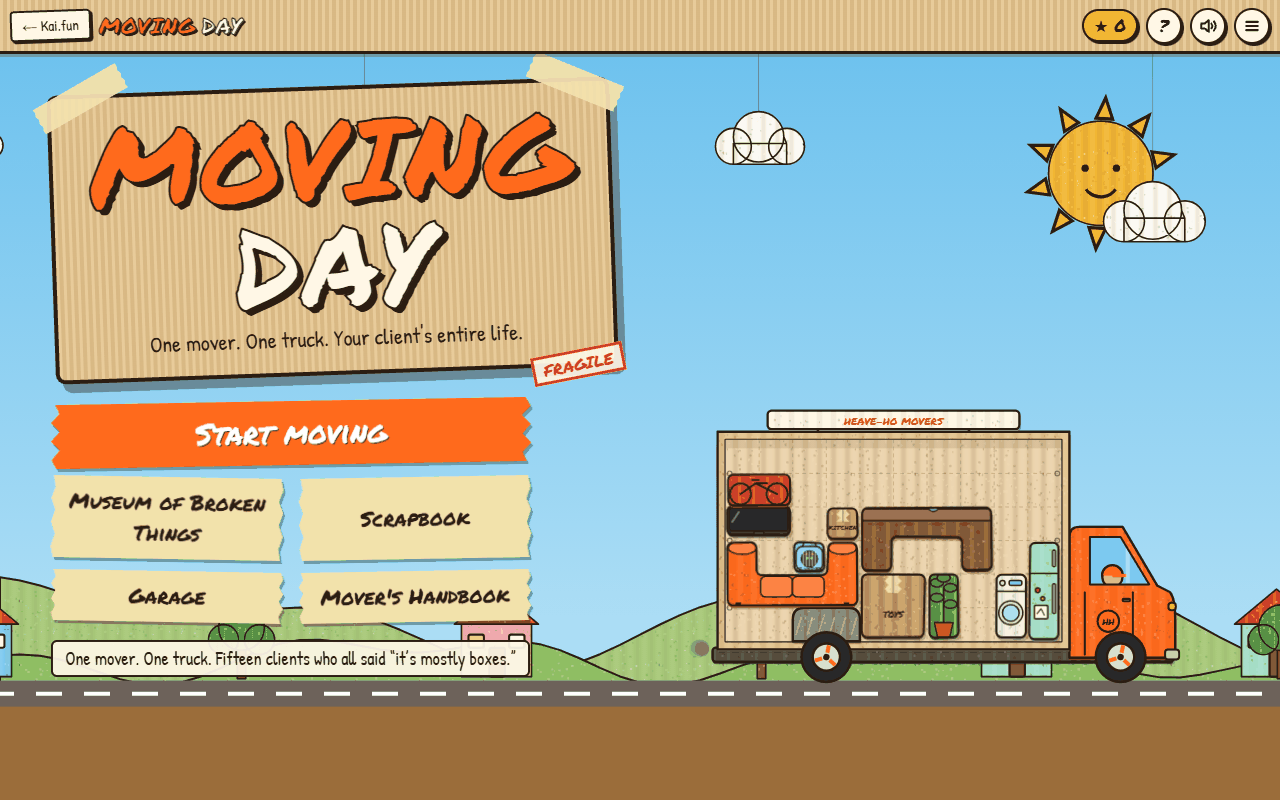 ← Kai.fun
MOVING DAY
★ 0
?
MOVING
DAY
One mover. One truck. Your client's entire life.
FRAGILE
START MOVING
MUSEUM OF BROKEN
THINGS
SCRAPBOOK
GARAGE
MOVER'S HANDBOOK
One mover. One truck. Fifteen clients who all said “it’s mostly boxes.”
HEAVE-HO MOVERS
KITCHEN
TOYS
HH